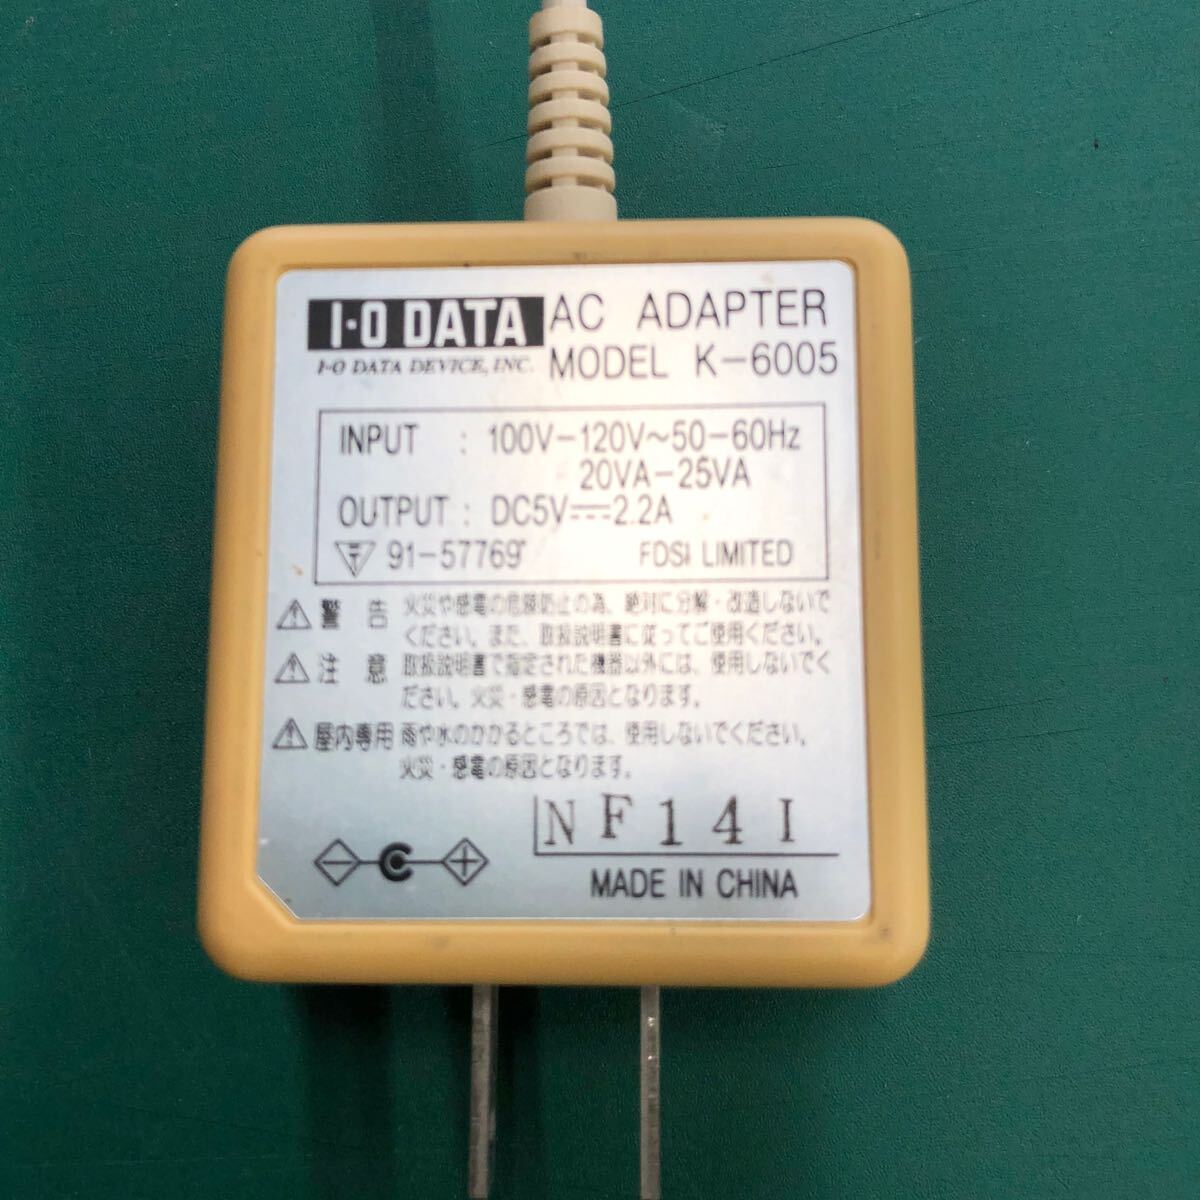 I-O DATA
I-O DATA DEVICE, INC.
AC ADAPTER
MODEL K-6005
INPUT : 100V-120V~50-60Hz
20VA-25VA
OUTPUT : DC5V⎓2.2A
91-57769 FDSI LIMITED
⚠警告 火災や感電の危険防止の為、絶対に分解・改造しないで
ください。また、取扱説明書に従ってご使用ください。
⚠注意 取扱説明書で指定された機器以外には、使用しないでく
ださい。火災・感電の原因となります。
⚠屋内専用 雨や水のかかるところでは、使用しないでください。
火災・感電の原因となります。
NF14I
MADE IN CHINA